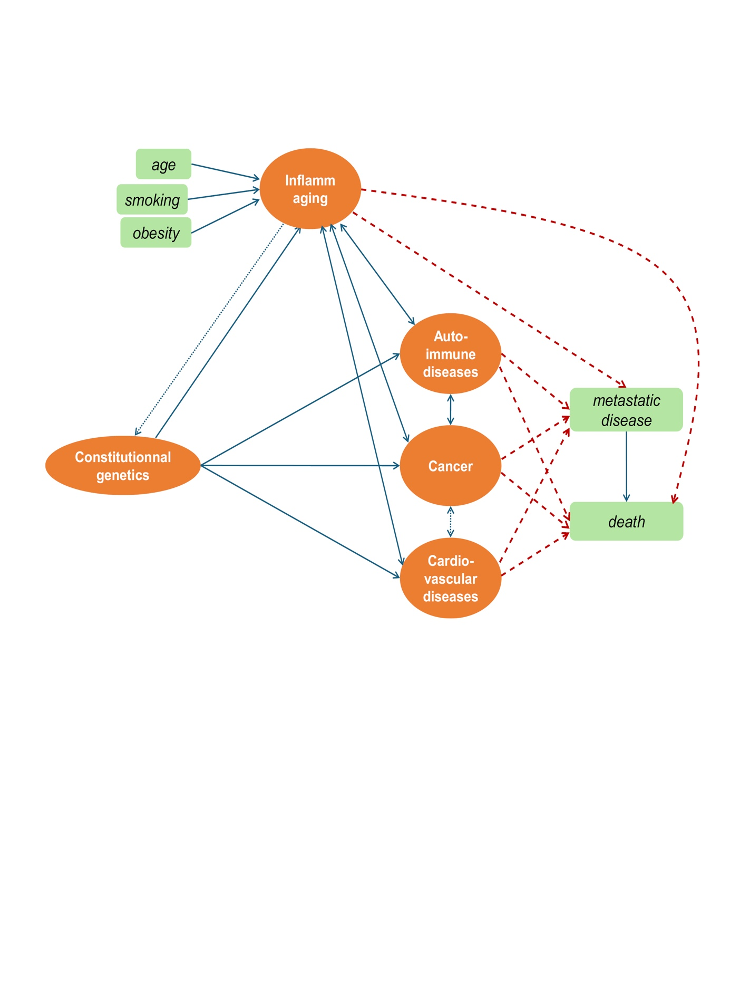 age
smoking
obesity
Inflamm
aging
Auto-
immune
diseases
metastatic
disease
Constitutionnal
genetics
Cancer
death
Cardio-
vascular
diseases